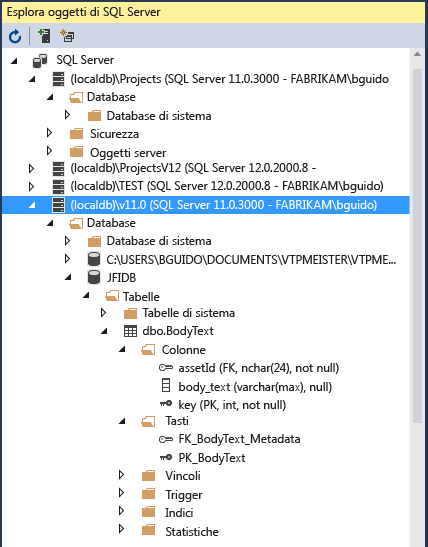 Esplora oggetti di SQL Server
SQL Server
(localdb)\Projects (SQL Server 11.0.3000 - FABRIKAM\bguido
Database
Database di sistema
Sicurezza
Oggetti server
(localdb)\ProjectsV12 (SQL Server 12.0.2000.8 -
(localdb)\TEST (SQL Server 12.0.2000.8 - FABRIKAM\bguido)
(localdb)\v11.0 (SQL Server 11.0.3000 - FABRIKAM\bguido)
Database
Database di sistema
C:\USERS\BGUIDO\DOCUMENTS\VTPMEISTER\VTPME...
JFIDB
Tabelle
Tabelle di sistema
dbo.BodyText
Colonne
assetId (FK, nchar(24), not null)
body_text (varchar(max), null)
key (PK, int, not null)
Tasti
FK_BodyText_Metadata
PK_BodyText
Vincoli
Trigger
Indici
Statistiche